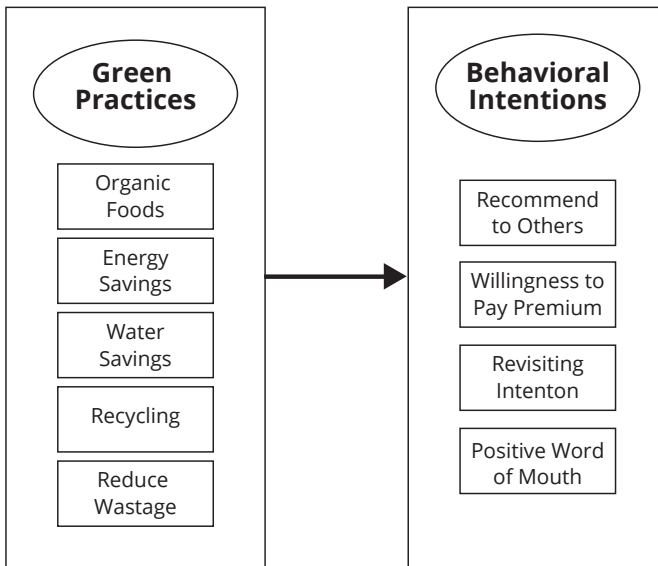 Green
Practices
Organic
Foods
Energy
Savings
Water
Savings
Recycling
Reduce
Wastage
Behavioral
Intentions
Recommend
to Others
Willingness to
Pay Premium
Revisiting
Intenton
Positive Word
of Mouth